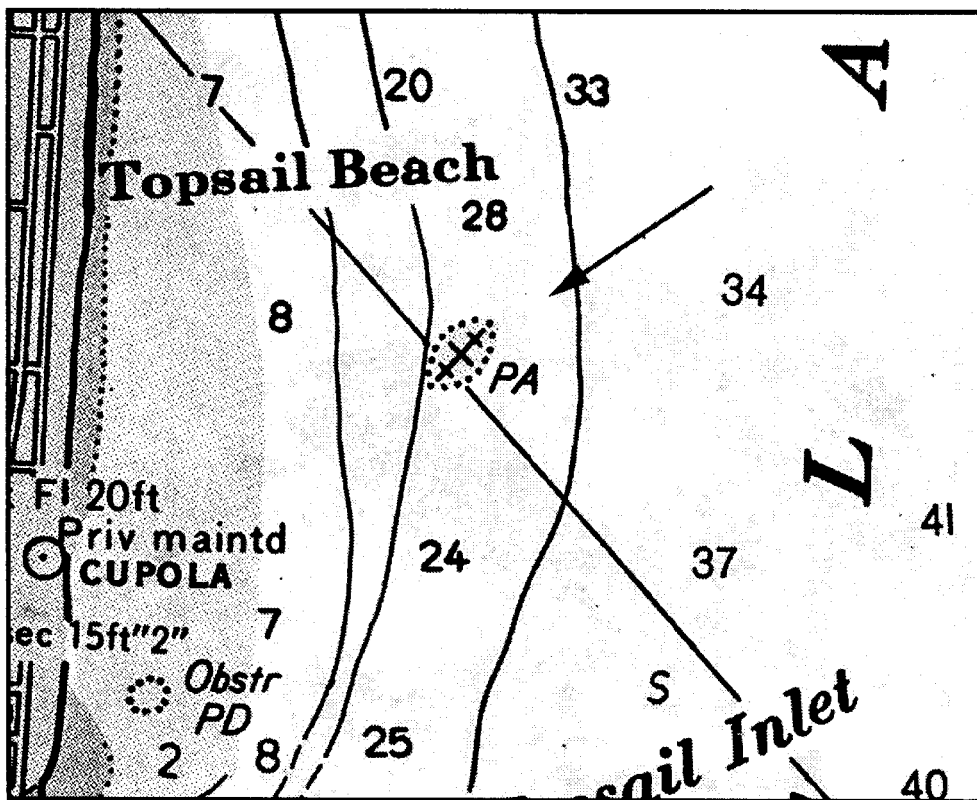 A
7
20
33
Topsail Beach
28
34
8
PA
L
Fl 20ft
Priv maintd
CUPOLA
41
24
37
7
ec 15ft"2"
Obstr
PD
S
sail Inlet
2
8
25
40